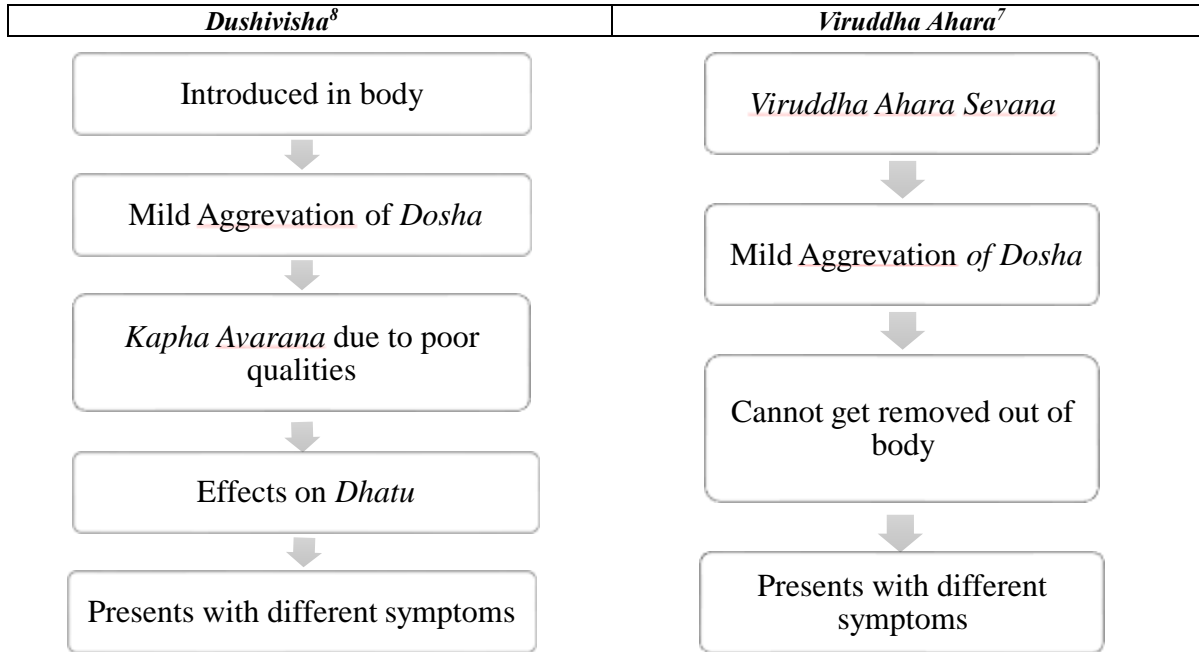 Dushivisha⁸
Viruddha Ahara⁷
Introduced in body
Mild Aggrevation of Dosha
Kapha Avarana due to poor
qualities
Effects on Dhatu
Presents with different symptoms
Viruddha Ahara Sevana
Mild Aggrevation of Dosha
Cannot get removed out of
body
Presents with different
symptoms